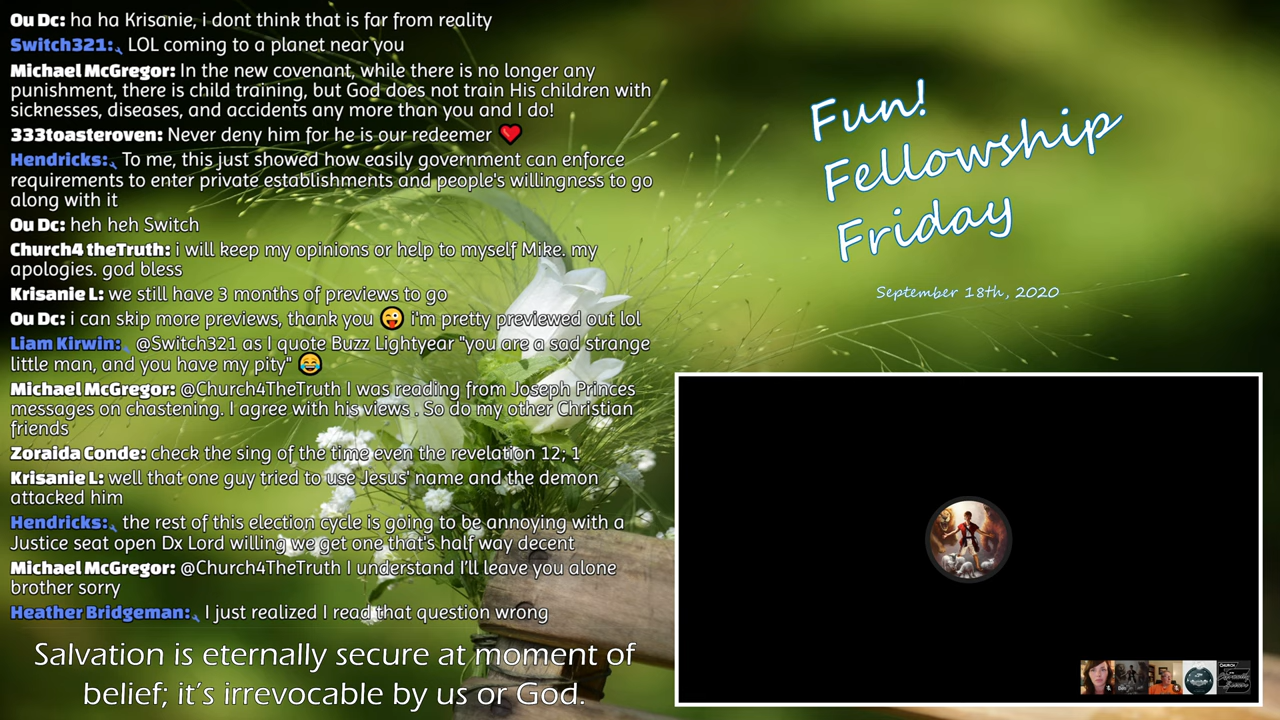 Ou Dc: ha ha Krisanie, i dont think that is far from reality
Switch321: LOL coming to a planet near you
Michael McGregor: In the new covenant, while there is no longer any
punishment, there is child training, but God does not train His children with
sicknesses, diseases, and accidents any more than you and I do!
333toasteroven: Never deny him for he is our redeemer ❤️
Hendricks: To me, this just showed how easily government can enforce
requirements to enter private establishments and people's willingness to go
along with it
Ou Dc: heh heh Switch
Church4 theTruth: i will keep my opinions or help to myself Mike. my
apologies. god bless
Krisanie L: we still have 3 months of previews to go
Ou Dc: i can skip more previews, thank you 😜 i'm pretty previewed out lol
Liam Kirwin: @Switch321 as I quote Buzz Lightyear "you are a sad strange
little man, and you have my pity" 😂
Michael McGregor: @Church4TheTruth I was reading from Joseph Princes
messages on chastening. I agree with his views . So do my other Christian
friends
Zoraida Conde: check the sing of the time even the revelation 12; 1
Krisanie L: well that one guy tried to use Jesus' name and the demon
attacked him
Hendricks: the rest of this election cycle is going to be annoying with a
Justice seat open Dx Lord willing we get one that's half way decent
Michael McGregor: @Church4TheTruth I understand I'll leave you alone
brother sorry
Heather Bridgeman: I just realized I read that question wrong
Salvation is eternally secure at moment of
belief; it's irrevocable by us or God.
Fun!
Fellowship
Friday
September 18th, 2020